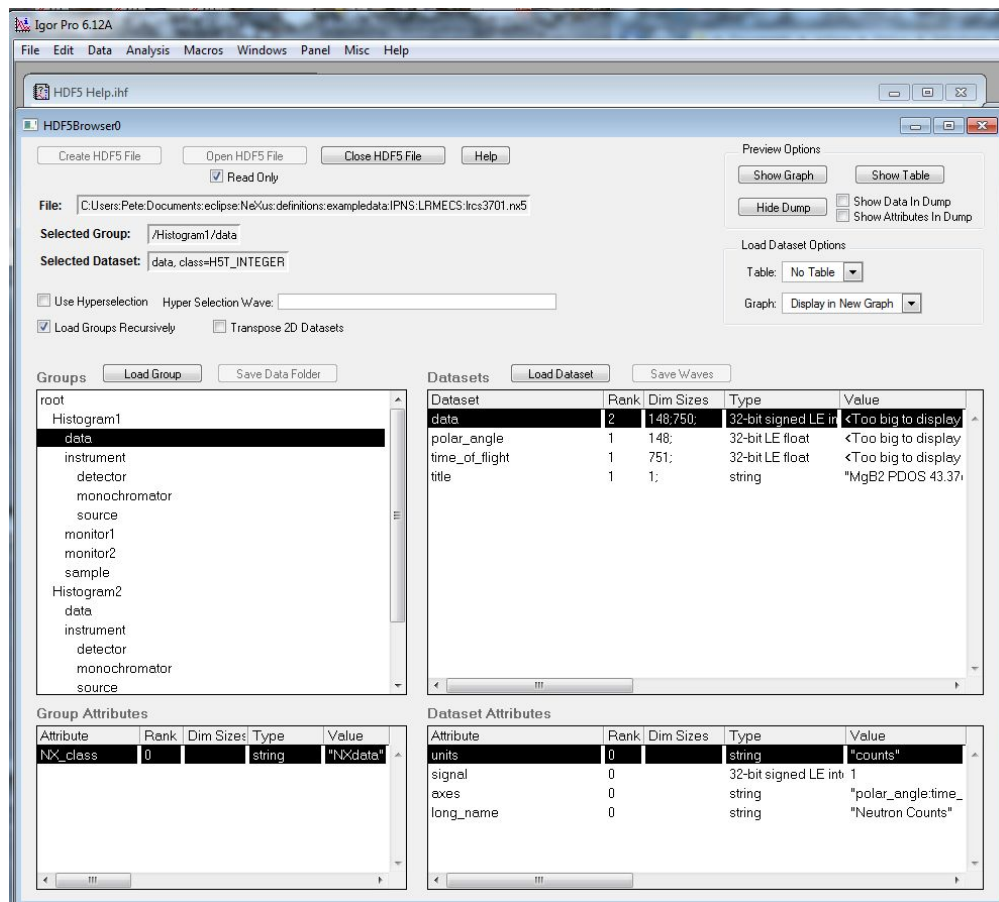 Igor Pro 6.12A
File Edit Data Analysis Macros Windows Panel Misc Help
HDF5 Help.ihf
HDF5Browser0
Create HDF5 File Open HDF5 File Close HDF5 File Help
Read Only
Preview Options
Show Graph Show Table
Hide Dump Show Data In Dump
Show Attributes In Dump
File: C:Users:Pete:Documents:eclipse:NeXus:definitions:exampledata:IPNS:LRMECS:lrcs3701.nx5
Selected Group: /Histogram1/data
Selected Dataset: data, class=H5T_INTEGER
Load Dataset Options
Table: No Table
Graph: Display in New Graph
Use Hyperselection Hyper Selection Wave:
Load Groups Recursively Transpose 2D Datasets
Groups Load Group Save Data Folder
root
Histogram1
data
instrument
detector
monochromator
source
monitor1
monitor2
sample
Histogram2
data
instrument
detector
monochromator
source
Datasets Load Dataset Save Waves
Dataset Rank Dim Sizes Type Value
data 2 148;750; 32-bit signed LE in <Too big to display
polar_angle 1 148; 32-bit LE float <Too big to display
time_of_flight 1 751; 32-bit LE float <Too big to display
title 1 1; string "MgB2 PDOS 43.37
Group Attributes
Attribute Rank Dim Sizes Type Value
NX_class 0 string "NXdata"
Dataset Attributes
Attribute Rank Dim Sizes Type Value
units 0 string "counts"
signal 0 32-bit signed LE int 1
axes 0 string "polar_angle:time_
long_name 0 string "Neutron Counts"